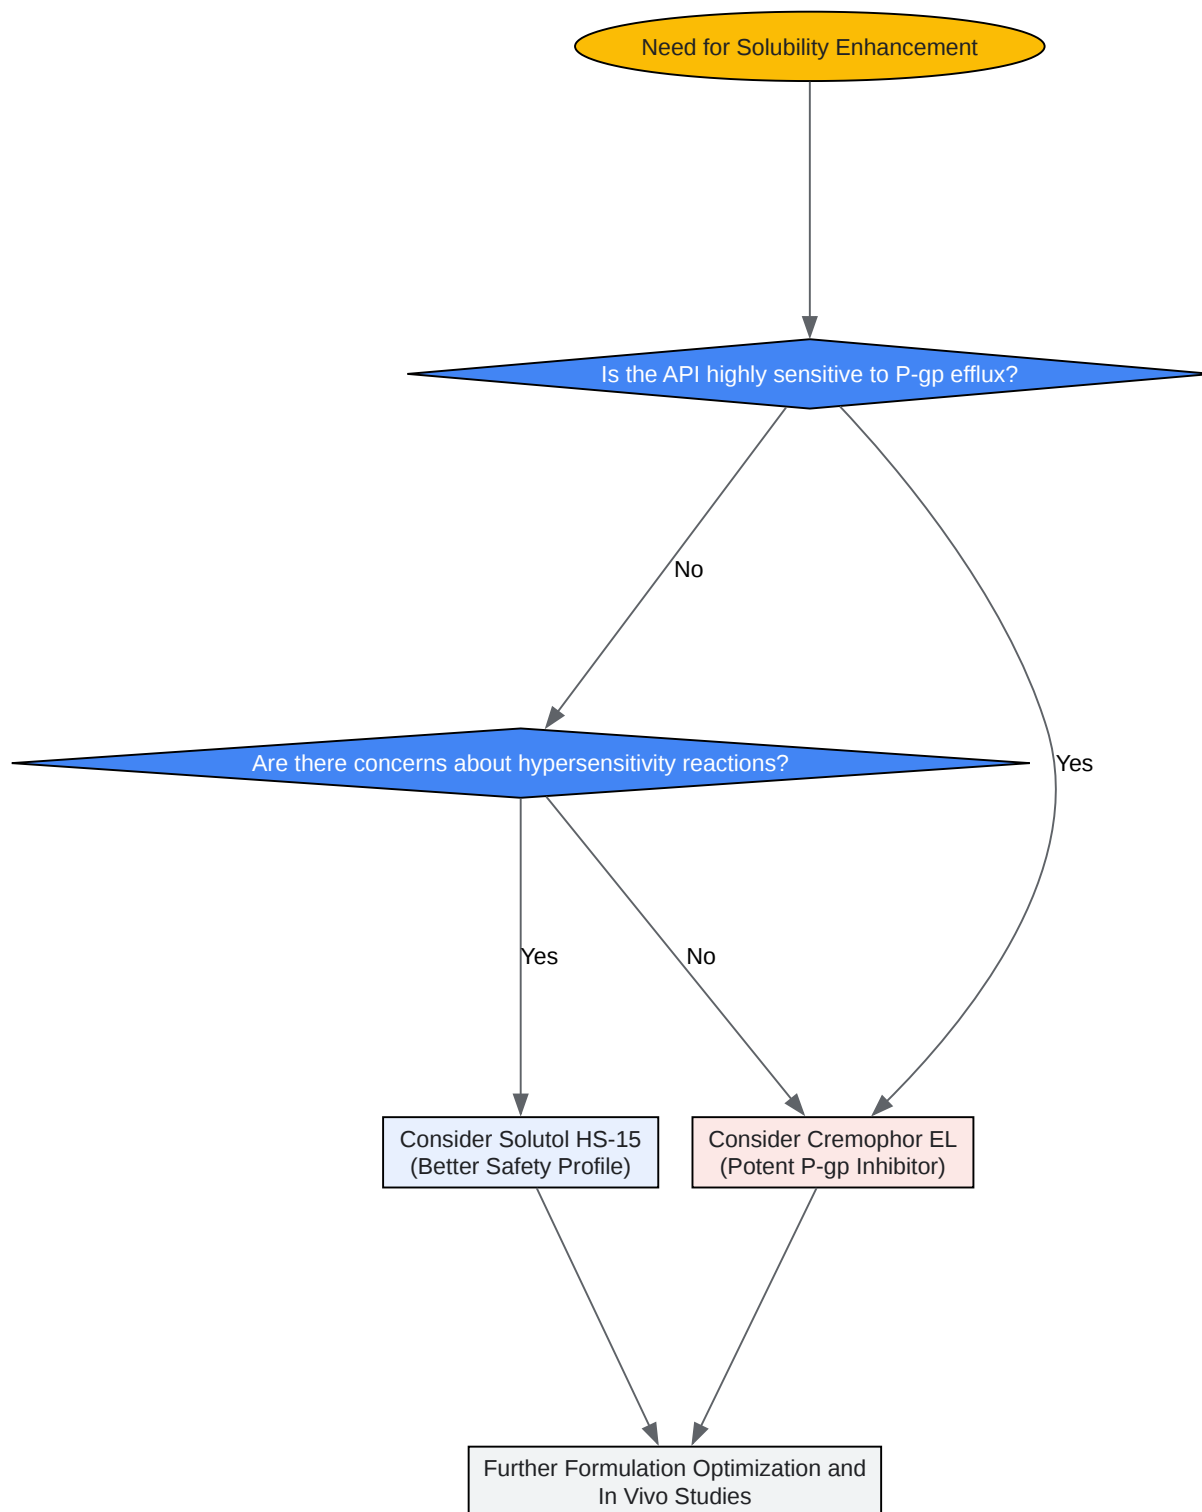 Need for Solubility Enhancement
Is the API highly sensitive to P-gp efflux?
No
Yes
Are there concerns about hypersensitivity reactions?
Yes
No
Consider Solutol HS-15
(Better Safety Profile)
Consider Cremophor EL
(Potent P-gp Inhibitor)
Further Formulation Optimization and
In Vivo Studies